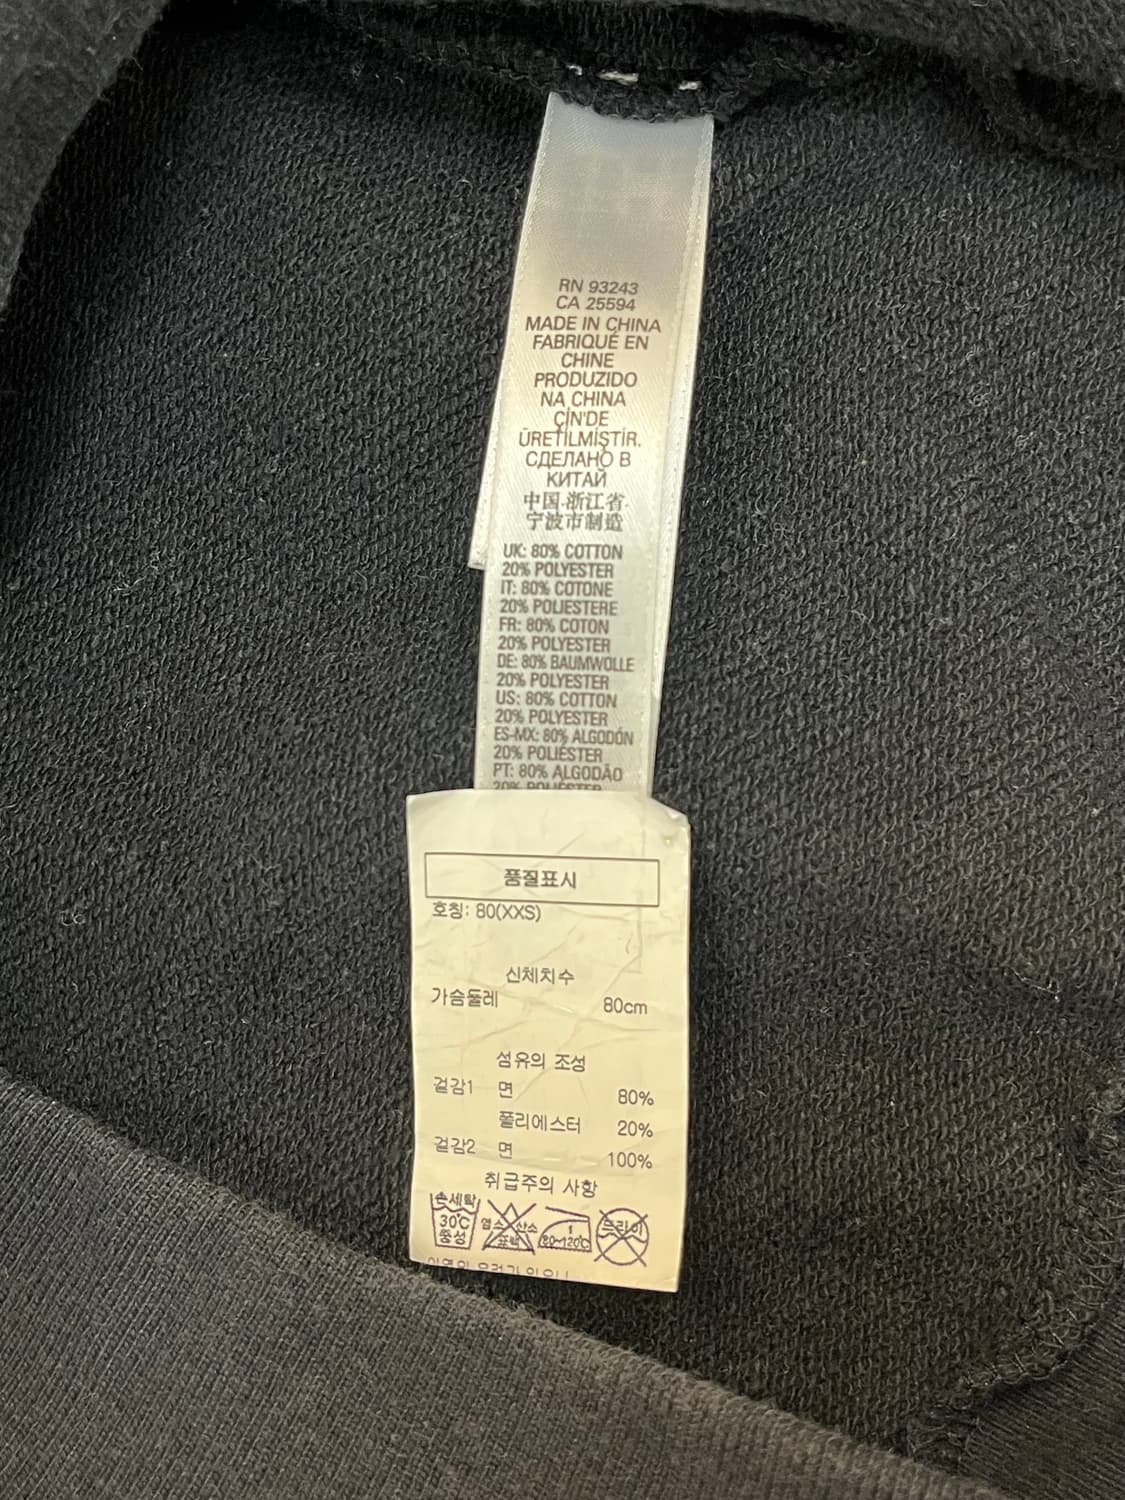 RN 93243
CA 25594
MADE IN CHINA
FABRIQUÉ EN
CHINE
PRODUZIDO
NA CHINA
ÇİN'DE
ÜRETİLMİŞTİR.
СДЕЛАНО В
КИТАЙ
中国·浙江省·
宁波市制造
UK: 80% COTTON
20% POLYESTER
IT: 80% COTONE
20% POLIESTERE
FR: 80% COTON
20% POLYESTER
DE: 80% BAUMWOLLE
20% POLYESTER
US: 80% COTTON
20% POLYESTER
ES-MX: 80% ALGODÓN
20% POLIÉSTER
PT: 80% ALGODÃO
20% POLIÉSTER
품질표시
호칭: 80(XXS)
신체치수
가슴둘레 80cm
섬유의 조성
겉감1 면 80%
폴리에스터 20%
겉감2 면 100%
취급주의 사항
손세탁 30℃ 중성
염소 산소 표백
80~120℃
드라이